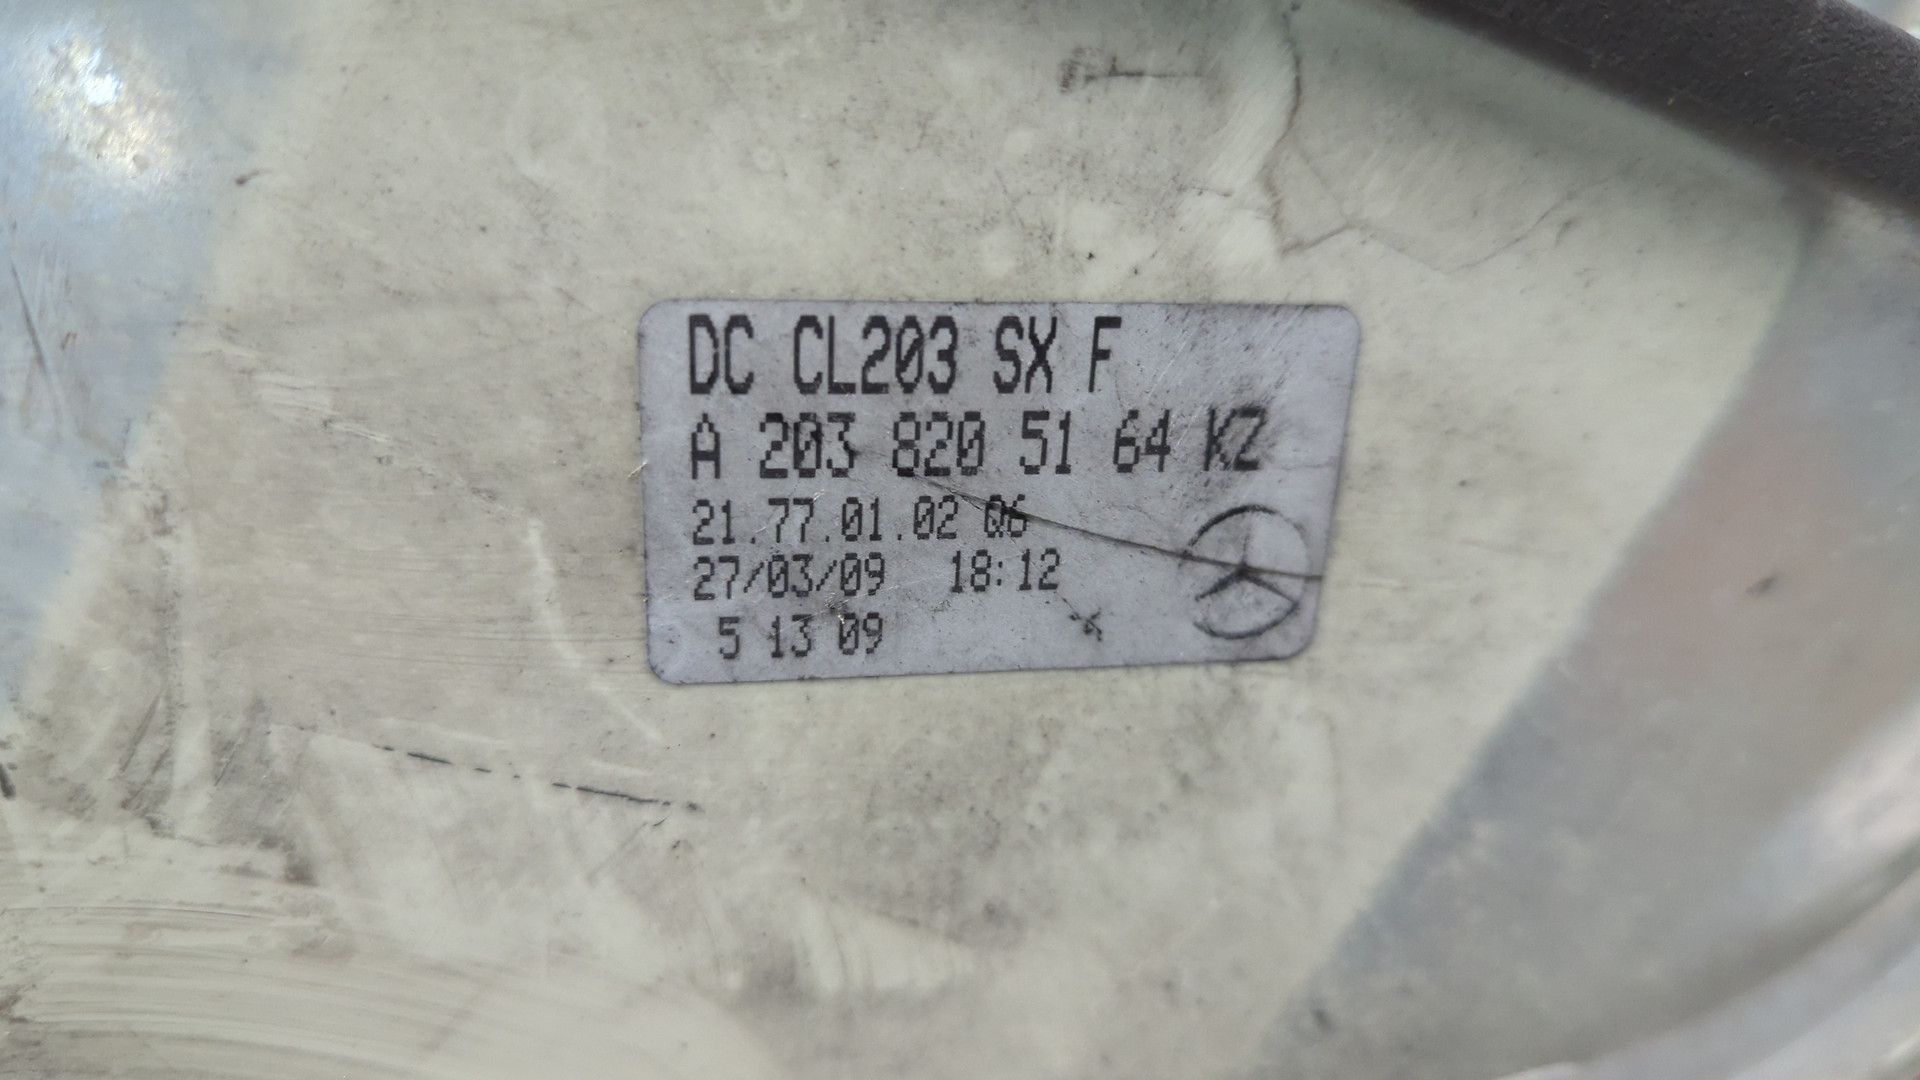 DC CL203 SX F
A 203 820 51 64 KZ
21.77.01.02 Q6
27/03/09 18:12
5 13 09